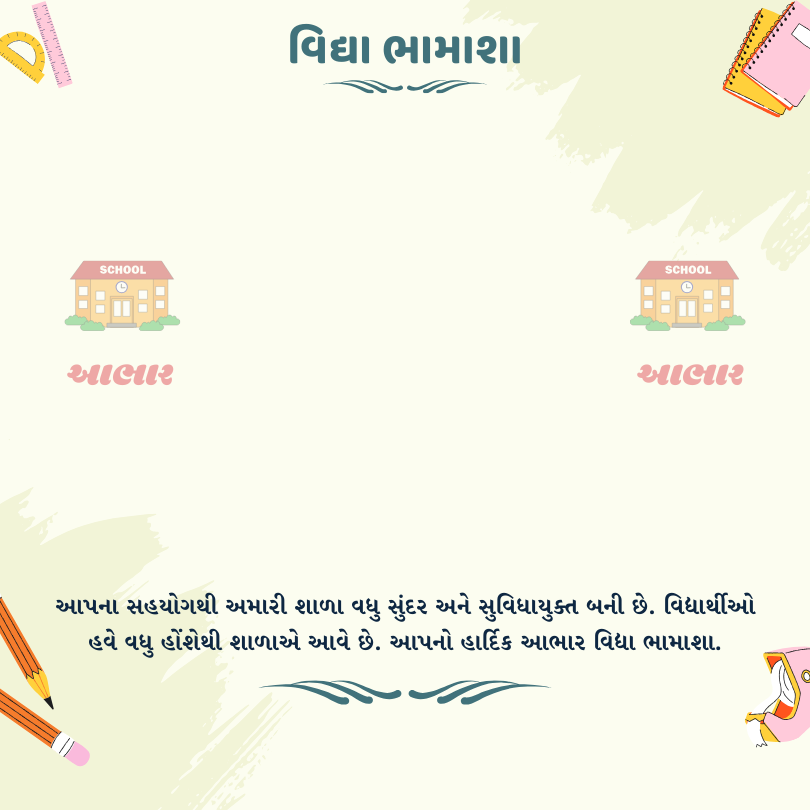 વિદ્યા ભામાશા
SCHOOL
SCHOOL
આભાર
આભાર
આપના સહયોગથી અમારી શાળા વધુ સુંદર અને સુવિધાયુક્ત બની છે. વિદ્યાર્થીઓ
હવે વધુ હોંશેથી શાળાએ આવે છે. આપનો હાર્દિક આભાર વિદ્યા ભામાશા.